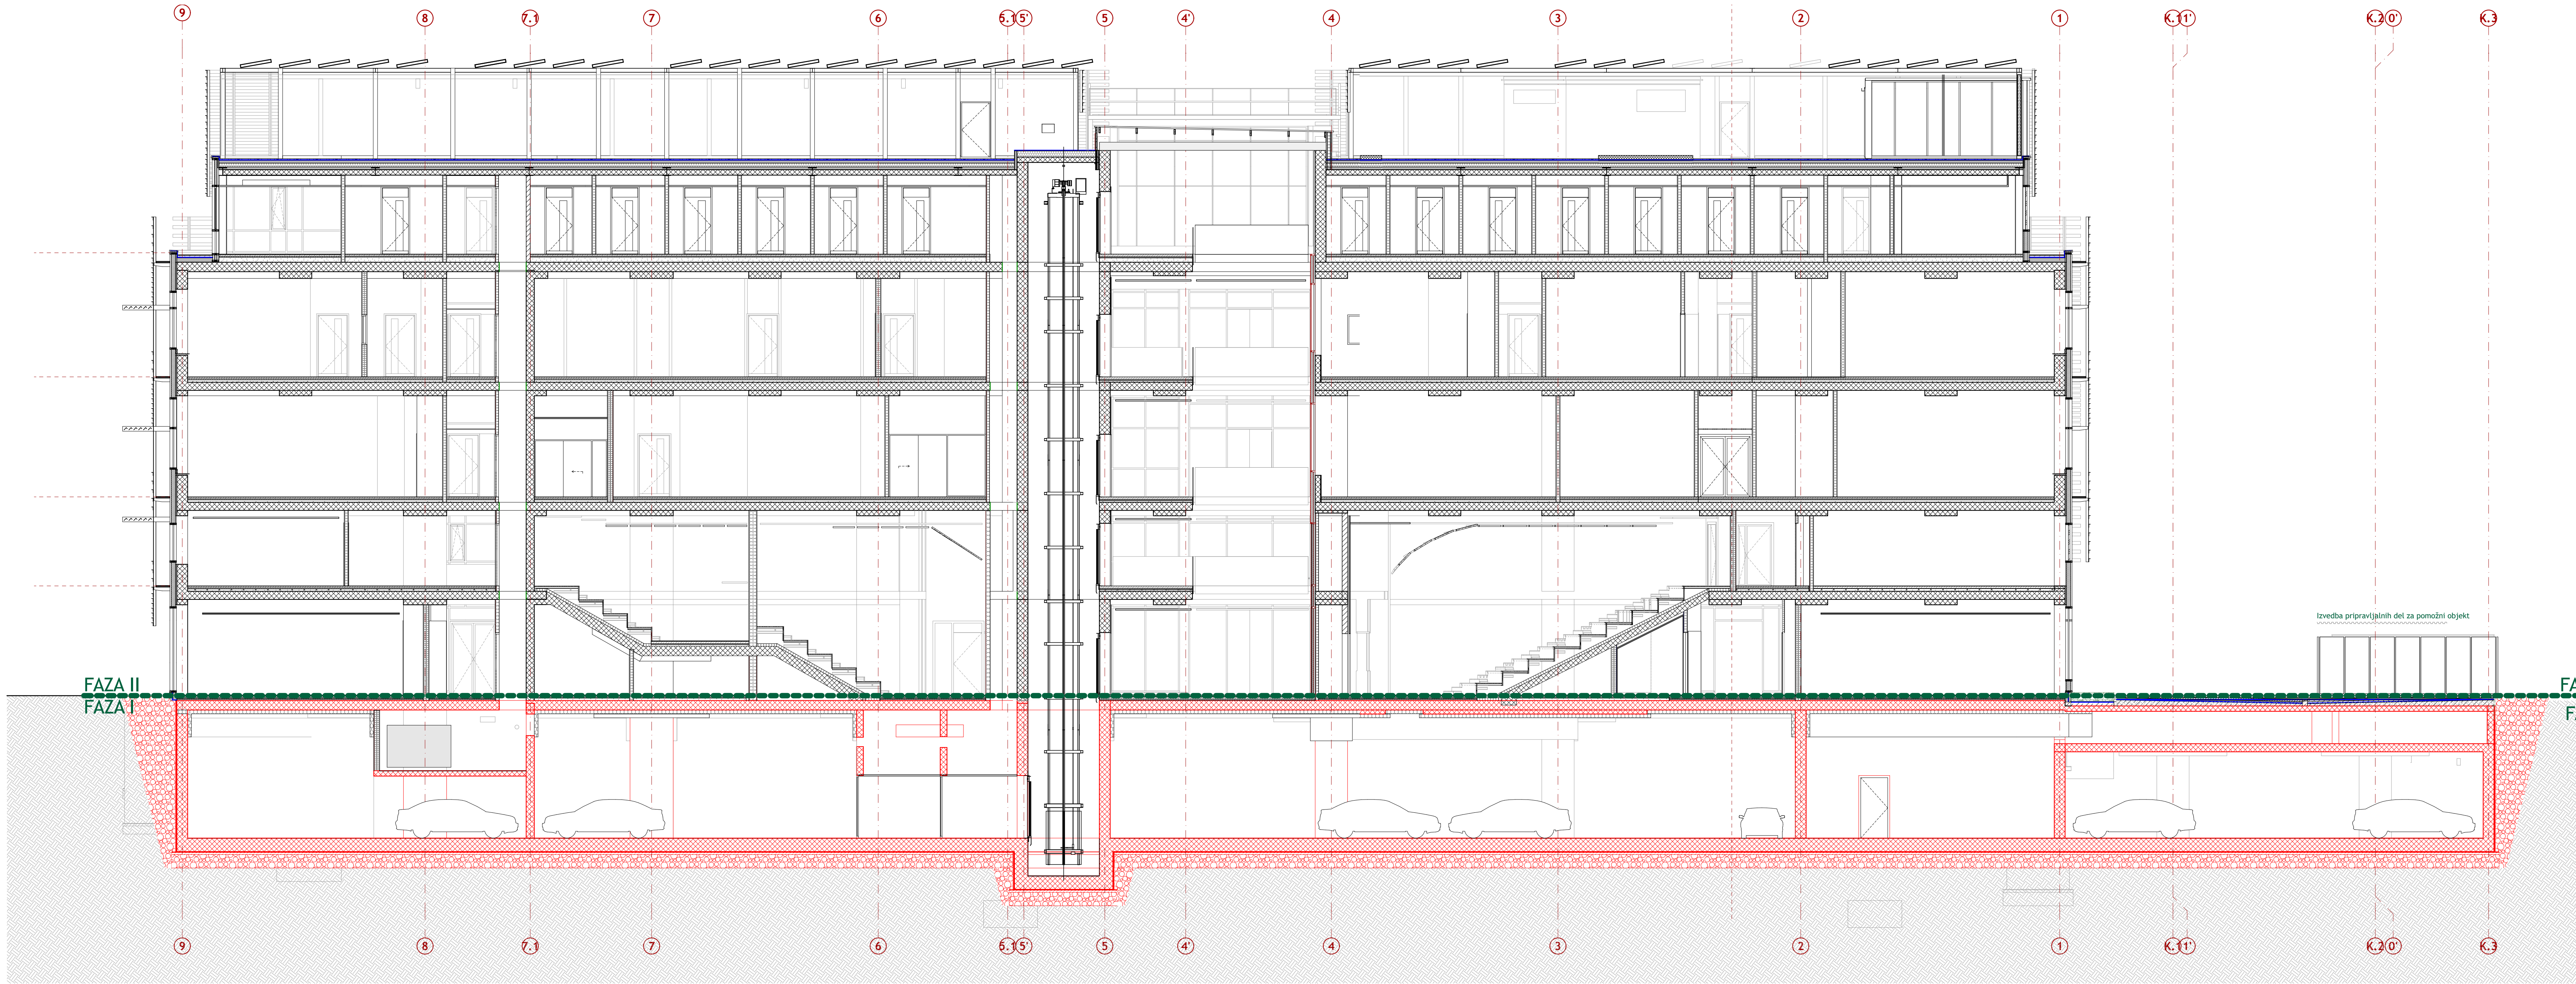 9 8 7.1 7 6 5.1 5' 5 4' 4 3 2 1 K.1 1' K.2 0' K.3
Izvedba pripravljalnih del za pomožni objekt
FAZA II
FA
FAZA I
FA
9 8 7.1 7 6 5.1 5' 5 4' 4 3 2 1 K.1 1' K.2 0' K.3